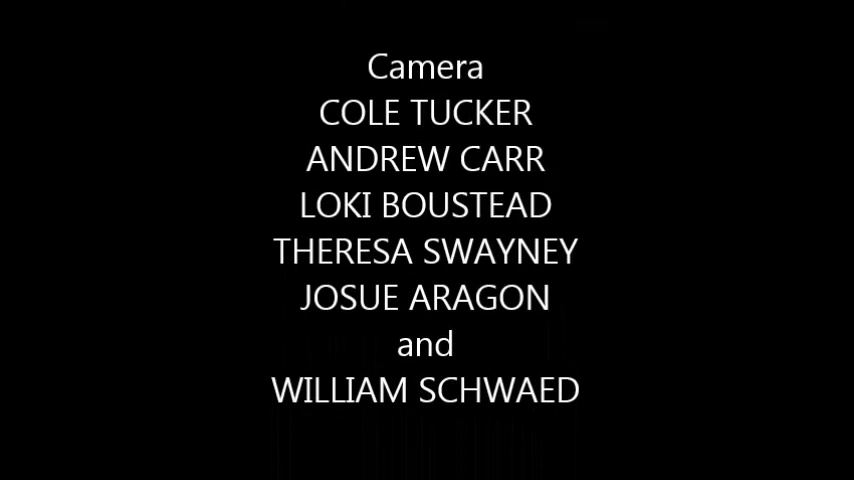 Camera
COLE TUCKER
ANDREW CARR
LOKI BOUSTEAD
THERESA SWAYNEY
JOSUE ARAGON
and
WILLIAM SCHWAED